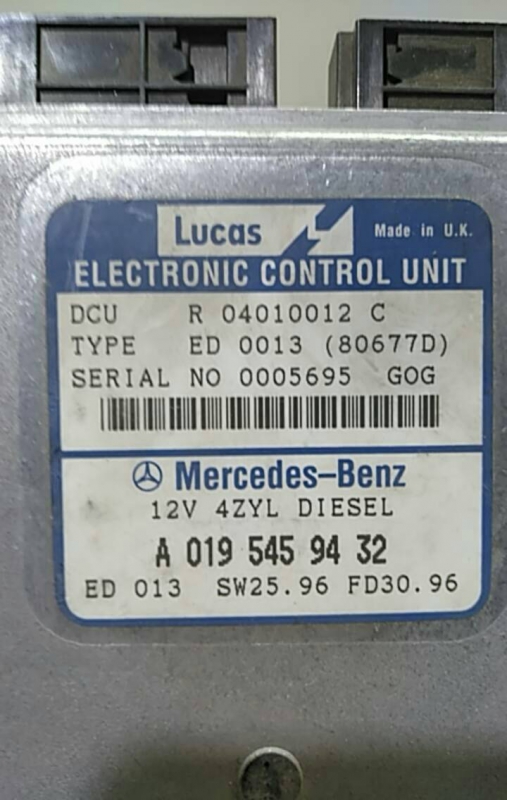 Lucas Made in U.K.
ELECTRONIC CONTROL UNIT
DCU R 04010012 C
TYPE ED 0013 (80677D)
SERIAL NO 0005695 GOG
Mercedes-Benz
12V 4ZYL DIESEL
A 019 545 94 32
ED 013 SW25.96 FD30.96